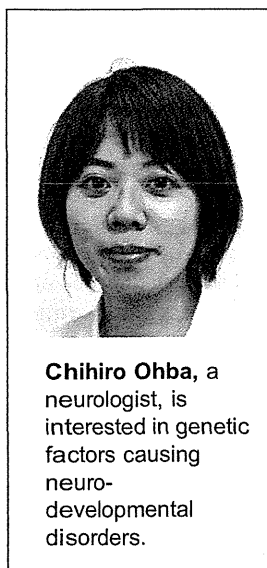 Chihiro Ohba, a
neurologist, is
interested in genetic
factors causing
neuro-
developmental
disorders.